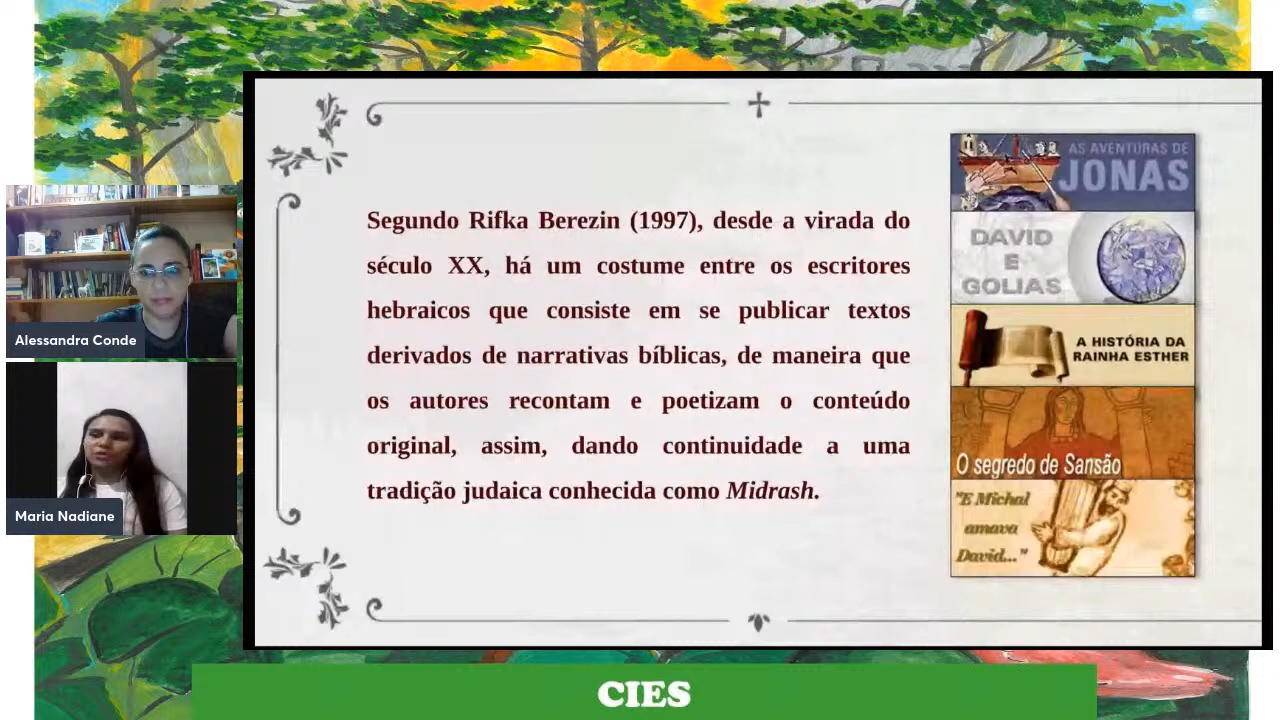 Alessandra Conde
Maria Nadiane
Segundo Rifka Berezin (1997), desde a virada do
século XX, há um costume entre os escritores
hebraicos que consiste em se publicar textos
derivados de narrativas bíblicas, de maneira que
os autores recontam e poetizam o conteúdo
original, assim, dando continuidade a uma
tradição judaica conhecida como Midrash.
AS AVENTURAS DE
JONAS
DAVID
E
GOLIAS
A HISTÓRIA DA
RAINHA ESTHER
O segredo de Sansão
"E Michal
amava
David..."
CIES